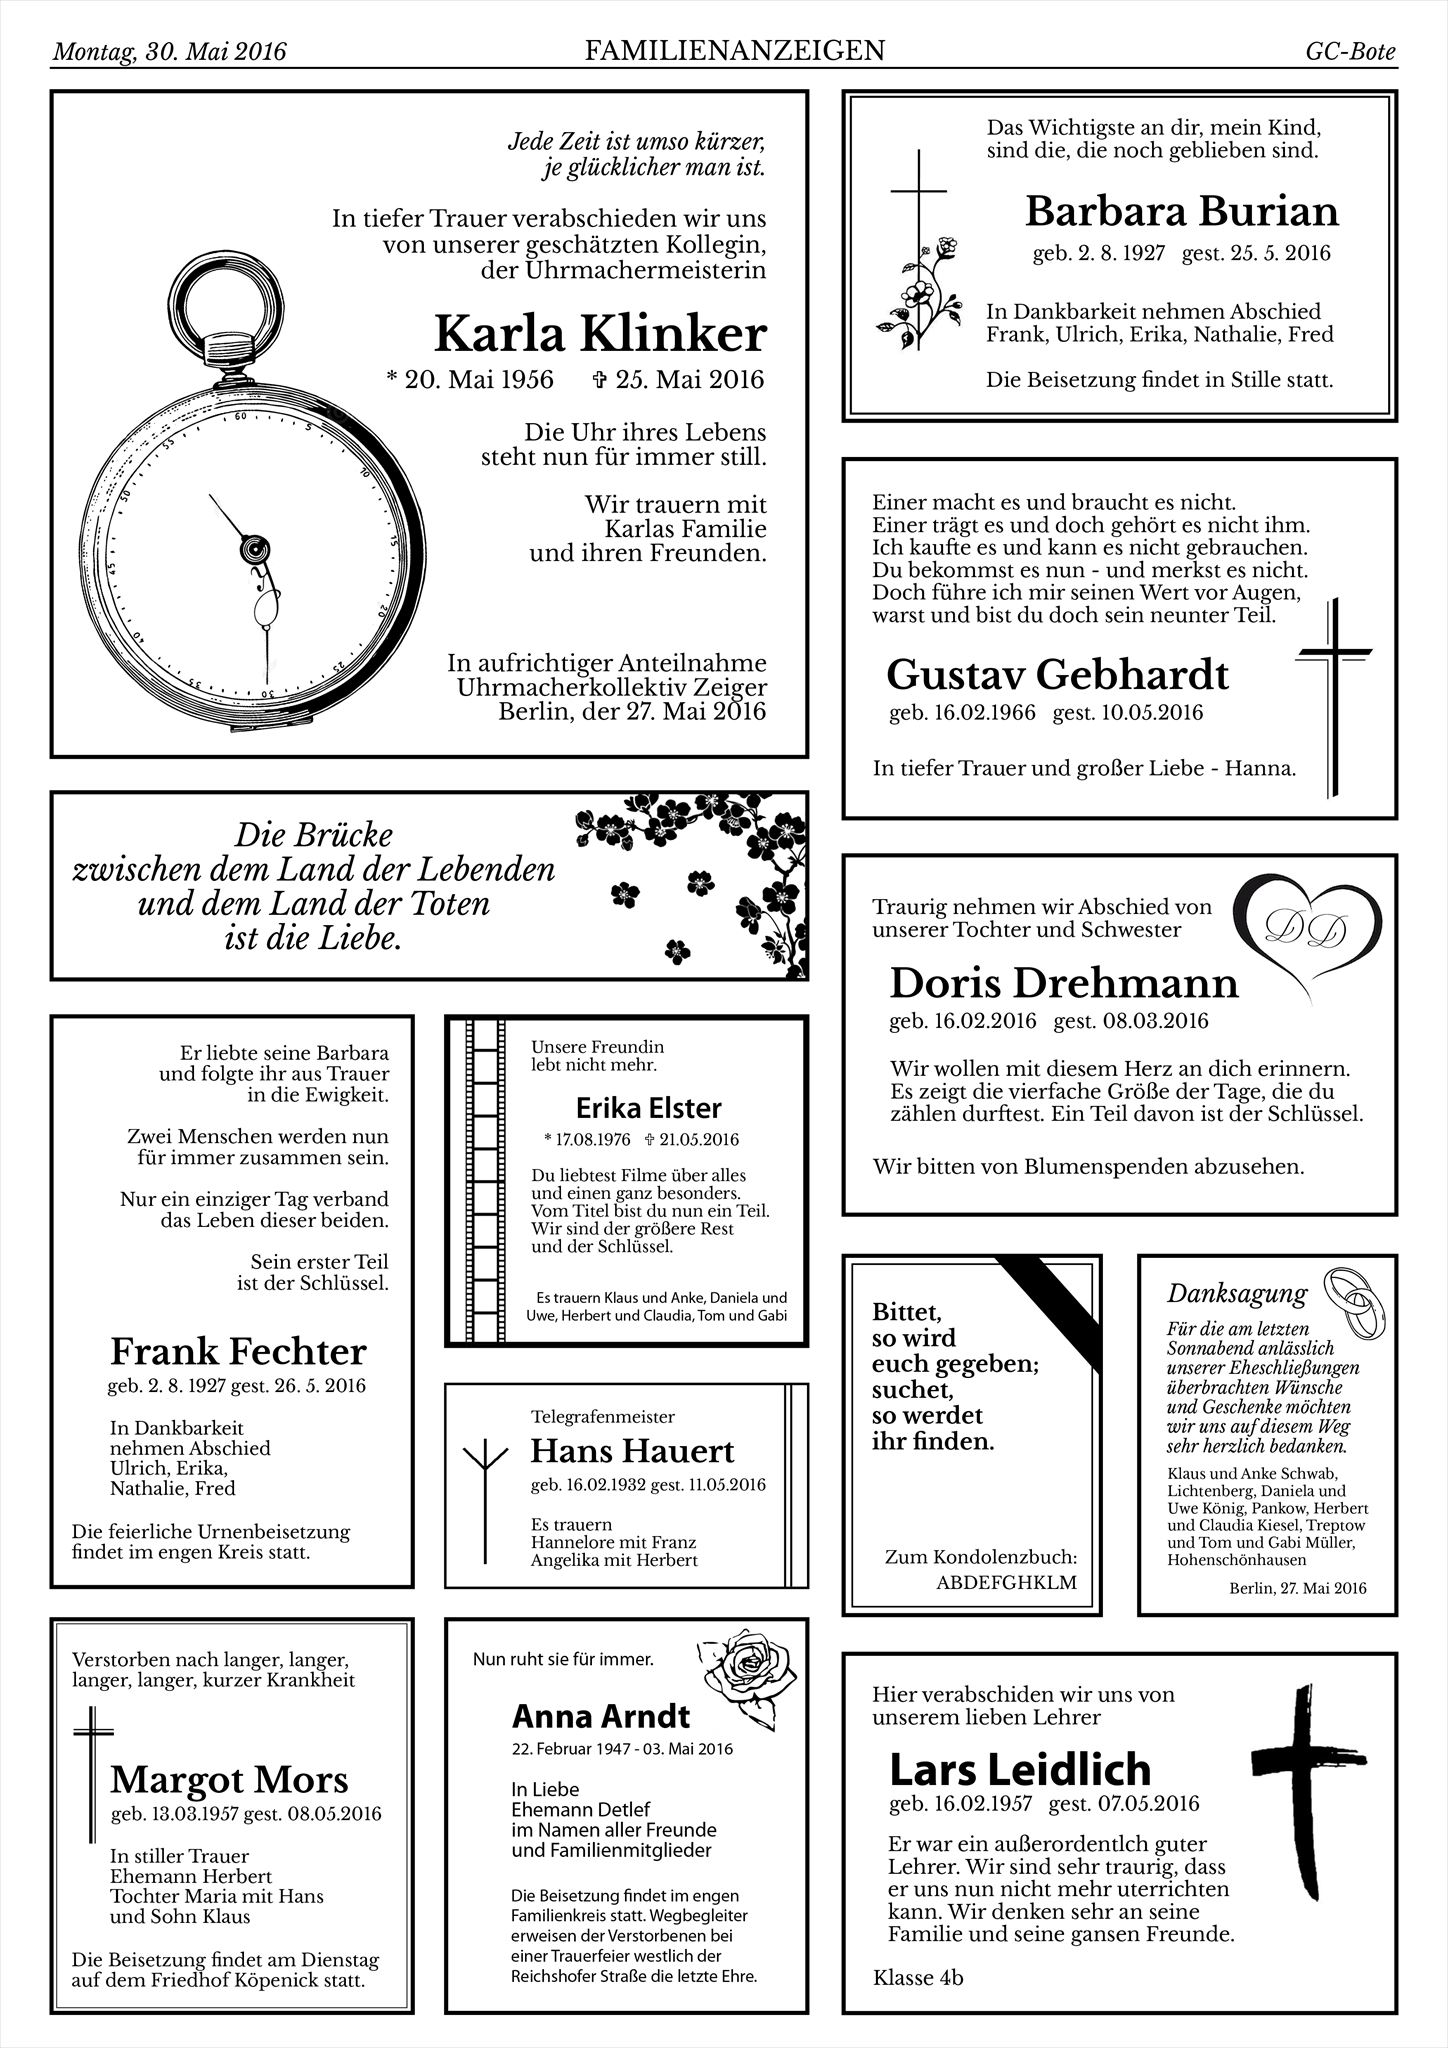 Montag, 30. Mai 2016
FAMILIENANZEIGEN
GC-Bote
Jede Zeit ist umso kürzer,
je glücklicher man ist.
In tiefer Trauer verabschieden wir uns
von unserer geschätzten Kollegin,
der Uhrmachermeisterin
Karla Klinker
* 20. Mai 1956 ✞ 25. Mai 2016
Die Uhr ihres Lebens
steht nun für immer still.
Wir trauern mit
Karlas Familie
und ihren Freunden.
In aufrichtiger Anteilnahme
Uhrmacherkollektiv Zeiger
Berlin, der 27. Mai 2016
60
5
10
15
20
25
30
35
40
45
50
55
Das Wichtigste an dir, mein Kind,
sind die, die noch geblieben sind.
Barbara Burian
geb. 2. 8. 1927 gest. 25. 5. 2016
In Dankbarkeit nehmen Abschied
Frank, Ulrich, Erika, Nathalie, Fred
Die Beisetzung findet in Stille statt.
Einer macht es und braucht es nicht.
Einer trägt es und doch gehört es nicht ihm.
Ich kaufte es und kann es nicht gebrauchen.
Du bekommst es nun - und merkst es nicht.
Doch führe ich mir seinen Wert vor Augen,
warst und bist du doch sein neunter Teil.
Gustav Gebhardt
geb. 16.02.1966 gest. 10.05.2016
In tiefer Trauer und großer Liebe - Hanna.
Die Brücke
zwischen dem Land der Lebenden
und dem Land der Toten
ist die Liebe.
Traurig nehmen wir Abschied von
unserer Tochter und Schwester
DD
Doris Drehmann
geb. 16.02.2016 gest. 08.03.2016
Wir wollen mit diesem Herz an dich erinnern.
Es zeigt die vierfache Größe der Tage, die du
zählen durftest. Ein Teil davon ist der Schlüssel.
Wir bitten von Blumenspenden abzusehen.
Er liebte seine Barbara
und folgte ihr aus Trauer
in die Ewigkeit.
Zwei Menschen werden nun
für immer zusammen sein.
Nur ein einziger Tag verband
das Leben dieser beiden.
Sein erster Teil
ist der Schlüssel.
Frank Fechter
geb. 2. 8. 1927 gest. 26. 5. 2016
In Dankbarkeit
nehmen Abschied
Ulrich, Erika,
Nathalie, Fred
Die feierliche Urnenbeisetzung
findet im engen Kreis statt.
Unsere Freundin
lebt nicht mehr.
Erika Elster
* 17.08.1976 ✞ 21.05.2016
Du liebtest Filme über alles
und einen ganz besonders.
Vom Titel bist du nun ein Teil.
Wir sind der größere Rest
und der Schlüssel.
Es trauern Klaus und Anke, Daniela und
Uwe, Herbert und Claudia, Tom und Gabi
Telegrafenmeister
Hans Hauert
geb. 16.02.1932 gest. 11.05.2016
Es trauern
Hannelore mit Franz
Angelika mit Herbert
Bittet,
so wird
euch gegeben;
suchet,
so werdet
ihr finden.
Zum Kondolenzbuch:
ABDEFGHKLM
Danksagung
Für die am letzten
Sonnabend anlässlich
unserer Eheschließungen
überbrachten Wünsche
und Geschenke möchten
wir uns auf diesem Weg
sehr herzlich bedanken.
Klaus und Anke Schwab,
Lichtenberg, Daniela und
Uwe König, Pankow, Herbert
und Claudia Kiesel, Treptow
und Tom und Gabi Müller,
Hohenschönhausen
Berlin, 27. Mai 2016
Verstorben nach langer, langer,
langer, langer, kurzer Krankheit
Margot Mors
geb. 13.03.1957 gest. 08.05.2016
In stiller Trauer
Ehemann Herbert
Tochter Maria mit Hans
und Sohn Klaus
Die Beisetzung findet am Dienstag
auf dem Friedhof Köpenick statt.
Nun ruht sie für immer.
Anna Arndt
22. Februar 1947 - 03. Mai 2016
In Liebe
Ehemann Detlef
im Namen aller Freunde
und Familienmitglieder
Die Beisetzung findet im engen
Familienkreis statt. Wegbegleiter
erweisen der Verstorbenen bei
einer Trauerfeier westlich der
Reichshofer Straße die letzte Ehre.
Hier verabschiden wir uns von
unserem lieben Lehrer
Lars Leidlich
geb. 16.02.1957 gest. 07.05.2016
Er war ein außerordentlch guter
Lehrer. Wir sind sehr traurig, dass
er uns nun nicht mehr uterrichten
kann. Wir denken sehr an seine
Familie und seine gansen Freunde.
Klasse 4b